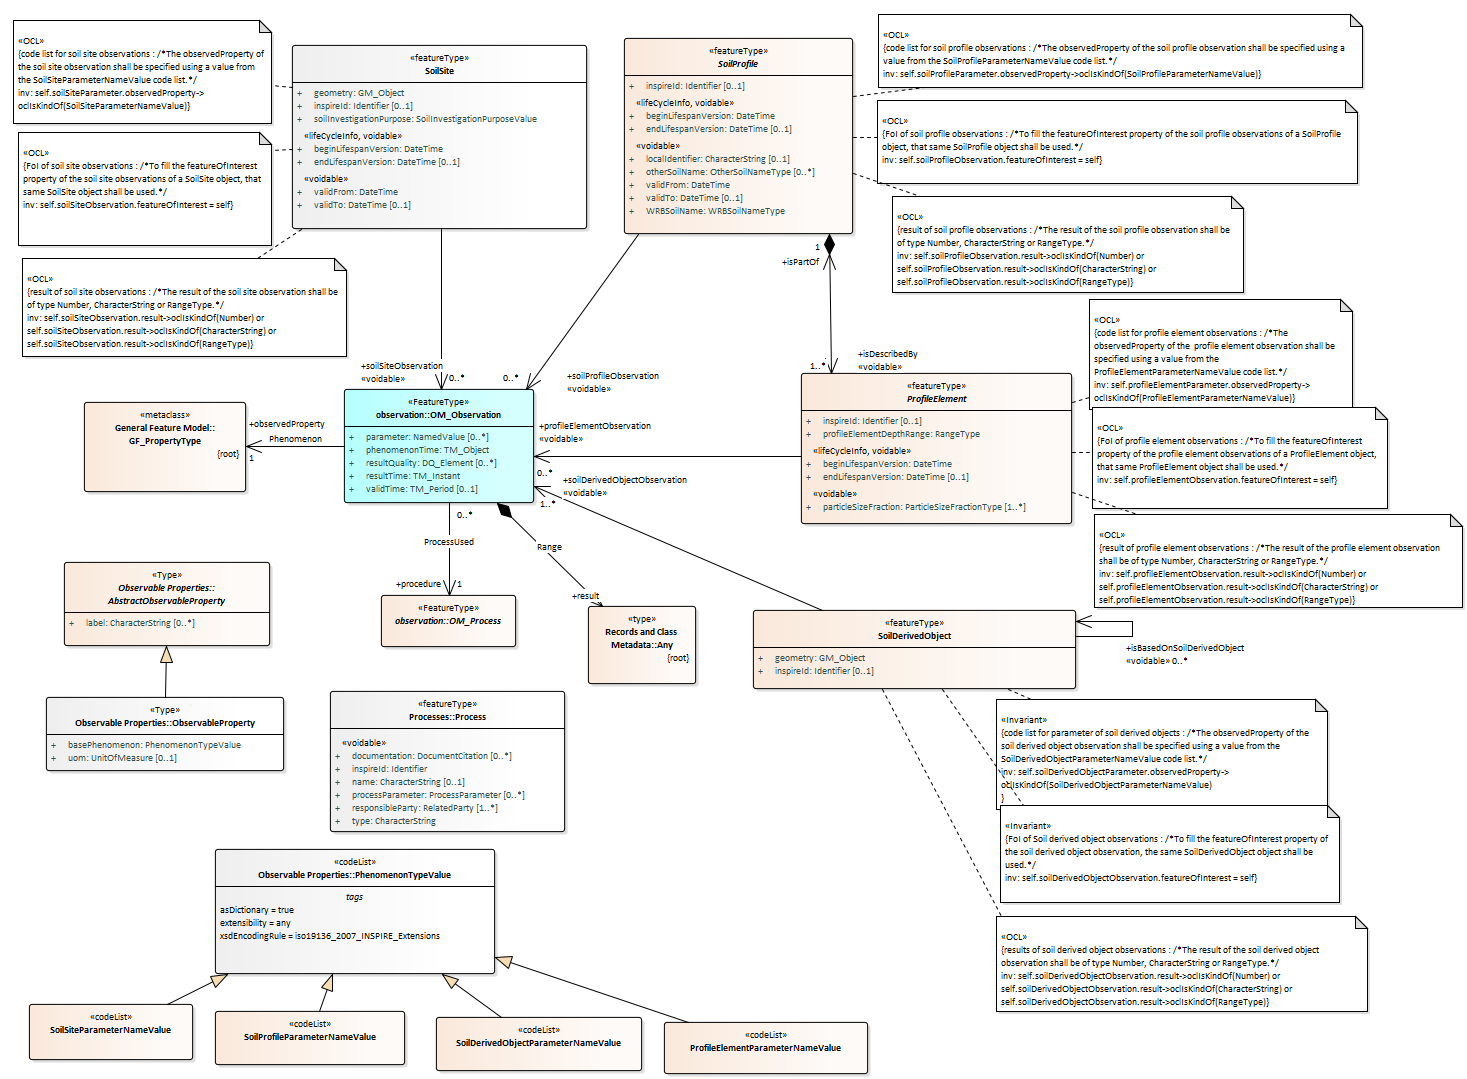 «OCL»
{code list for soil site observations : /*The observedProperty of
the soil site observation shall be specified using a value from
the SoilSiteParameterNameValue code list.*/
inv: self.soilSiteParameter.observedProperty->
oclIsKindOf(SoilSiteParameterNameValue)}
«OCL»
{FoI of soil site observations : /*To fill the featureOfInterest
property of the soil site observations of a SoilSite object, that
same SoilSite object shall be used.*/
inv: self.soilSiteObservation.featureOfInterest = self}
«OCL»
{result of soil site observations : /*The result of the soil site observation shall be
of type Number, CharacterString or RangeType.*/
inv: self.soilSiteObservation.result->oclIsKindOf(Number) or
self.soilSiteObservation.result->oclIsKindOf(CharacterString) or
self.soilSiteObservation.result->oclIsKindOf(RangeType)}
«featureType»
SoilSite
+ geometry: GM_Object
+ inspireId: Identifier [0..1]
+ soilInvestigationPurpose: SoilInvestigationPurposeValue
«lifeCycleInfo, voidable»
+ beginLifespanVersion: DateTime
+ endLifespanVersion: DateTime [0..1]
«voidable»
+ validFrom: DateTime
+ validTo: DateTime [0..1]
«featureType»
SoilProfile
+ inspireId: Identifier [0..1]
«lifeCycleInfo, voidable»
+ beginLifespanVersion: DateTime
+ endLifespanVersion: DateTime [0..1]
«voidable»
+ localIdentifier: CharacterString [0..1]
+ otherSoilName: OtherSoilNameType [0..*]
+ validFrom: DateTime
+ validTo: DateTime [0..1]
+ WRBSoilName: WRBSoilNameType
«OCL»
{code list for soil profile observations : /*The observedProperty of the soil profile observation shall be specified using a
value from the SoilProfileParameterNameValue code list.*/
inv: self.soilProfileParameter.observedProperty->oclIsKindOf(SoilProfileParameterNameValue)}
«OCL»
{FoI of soil profile observations : /*To fill the featureOfInterest property of the soil profile observations of a SoilProfile
object, that same SoilProfile object shall be used.*/
inv: self.soilProfileObservation.featureOfInterest = self}
«OCL»
{result of soil profile observations : /*The result of the soil profile observation shall be
of type Number, CharacterString or RangeType.*/
inv: self.soilProfileObservation.result->oclIsKindOf(Number) or
self.soilProfileObservation.result->oclIsKindOf(CharacterString) or
self.soilProfileObservation.result->oclIsKindOf(RangeType)}
1
+isPartOf
+isDescribedBy
«voidable»
1..*
«OCL»
{code list for profile element observations : /*The
observedProperty of the  profile element observation shall be
specified using a value from the
ProfileElementParameterNameValue code list.*/
inv: self.profileElementParameter.observedProperty->
oclIsKindOf(ProfileElementParameterNameValue)}
«OCL»
{FoI of profile element observations : /*To fill the featureOfInterest
property of the profile element observations of a ProfileElement object,
that same ProfileElement object shall be used.*/
inv: self.profileElementObservation.featureOfInterest = self}
«OCL»
{result of profile element observations : /*The result of the profile element observation
shall be of type Number, CharacterString or RangeType.*/
inv: self.profileElementObservation.result->oclIsKindOf(Number) or
self.profileElementObservation.result->oclIsKindOf(CharacterString) or
self.profileElementObservation.result->oclIsKindOf(RangeType)}
«featureType»
ProfileElement
+ inspireId: Identifier [0..1]
+ profileElementDepthRange: RangeType
«lifeCycleInfo, voidable»
+ beginLifespanVersion: DateTime
+ endLifespanVersion: DateTime [0..1]
«voidable»
+ particleSizeFraction: ParticleSizeFractionType [1..*]
+soilSiteObservation
«voidable»
0..*
0..*
+soilProfileObservation
«voidable»
+profileElementObservation
«voidable»
0..*
+soilDerivedObjectObservation
«voidable»
1..*
«FeatureType»
observation::OM_Observation
+ parameter: NamedValue [0..*]
+ phenomenonTime: TM_Object
+ resultQuality: DQ_Element [0..*]
+ resultTime: TM_Instant
+ validTime: TM_Period [0..1]
«metaclass»
General Feature Model::
GF_PropertyType
{root}
+observedProperty
Phenomenon
1
0..*
ProcessUsed
+procedure
1
Range
+result
«FeatureType»
observation::OM_Process
«type»
Records and Class
Metadata::Any
{root}
«Type»
Observable Properties::
AbstractObservableProperty
+ label: CharacterString [0..*]
«Type»
Observable Properties::ObservableProperty
+ basePhenomenon: PhenomenonTypeValue
+ uom: UnitOfMeasure [0..1]
«featureType»
Processes::Process
«voidable»
+ documentation: DocumentCitation [0..*]
+ inspireId: Identifier
+ name: CharacterString [0..1]
+ processParameter: ProcessParameter [0..*]
+ responsibleParty: RelatedParty [1..*]
+ type: CharacterString
«featureType»
SoilDerivedObject
+ geometry: GM_Object
+ inspireId: Identifier [0..1]
+isBasedOnSoilDerivedObject
«voidable» 0..*
«Invariant»
{code list for parameter of soil derived objects : /*The observedProperty of the
soil derived object observation shall be specified using a value from the
SoilDerivedObjectParameterNameValue code list.*/
inv: self.soilDerivedObjectParameter.observedProperty->
oclIsKindOf(SoilDerivedObjectParameterNameValue)
}
«Invariant»
{FoI of Soil derived object observations : /*To fill the featureOfInterest property of
the soil derived object observation, the same SoilDerivedObject object shall be
used.*/
inv: self.soilDerivedObjectObservation.featureOfInterest = self}
«OCL»
{results of soil derived object observations : /*The result of the soil derived object
observation shall be of type Number, CharacterString or RangeType.*/
inv: self.soilDerivedObjectObservation.result->oclIsKindOf(Number) or
self.soilDerivedObjectObservation.result->oclIsKindOf(CharacterString) or
self.soilDerivedObjectObservation.result->oclIsKindOf(RangeType)}
«codeList»
Observable Properties::PhenomenonTypeValue
tags
asDictionary = true
extensibility = any
xsdEncodingRule = iso19136_2007_INSPIRE_Extensions
«codeList»
SoilSiteParameterNameValue
«codeList»
SoilProfileParameterNameValue
«codeList»
SoilDerivedObjectParameterNameValue
«codeList»
ProfileElementParameterNameValue